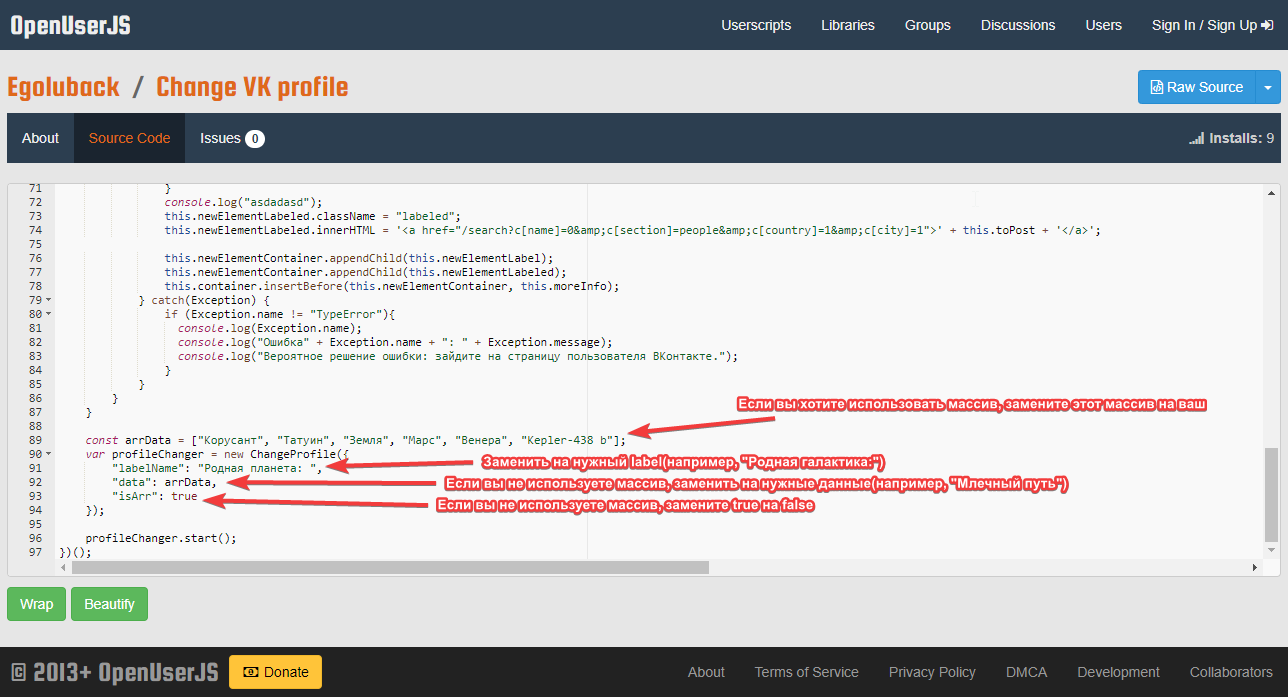 OpenUserJS
Userscripts Libraries Groups Discussions Users Sign In / Sign Up
Egoluback / Change VK profile
Raw Source
About Source Code Issues 0
Installs: 9
71 }
72 console.log("asdadasd");
73 this.newElementLabeled.className = "labeled";
74 this.newElementLabeled.innerHTML = '<a href="/search?c[name]=0&amp;c[section]=people&amp;c[country]=1&amp;c[city]=1">' + this.toPost + '</a>';
75
76 this.newElementContainer.appendChild(this.newElementLabel);
77 this.newElementContainer.appendChild(this.newElementLabeled);
78 this.container.insertBefore(this.newElementContainer, this.moreInfo);
79 } catch(Exception) {
80 if (Exception.name != "TypeError"){
81 console.log(Exception.name);
82 console.log("Ошибка" + Exception.name + ": " + Exception.message);
83 console.log("Вероятное решение ошибки: зайдите на страницу пользователя ВКонтакте.");
84 }
85 }
86 }
87 }
Если вы хотите использовать массив, замените этот массив на ваш
88
89 const arrData = ["Корусант", "Татуин", "Земля", "Марс", "Венера", "Kepler-438 b"];
90 var profileChanger = new ChangeProfile({
91 "labelName": "Родная планета: ",
Заменить на нужный label(например, "Родная галактика:")
92 "data": arrData,
Если вы не используете массив, заменить на нужные данные(например, "Млечный путь")
93 "isArr": true
Если вы не используете массив, замените true на false
94 });
95
96 profileChanger.start();
97 })();
Wrap Beautify
© 2013+ OpenUserJS Donate
About Terms of Service Privacy Policy DMCA Development Collaborators